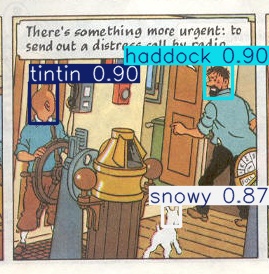 There's something more urgent: to
send out a distress call by radio
haddock 0.90
tintin 0.90
snowy 0.87